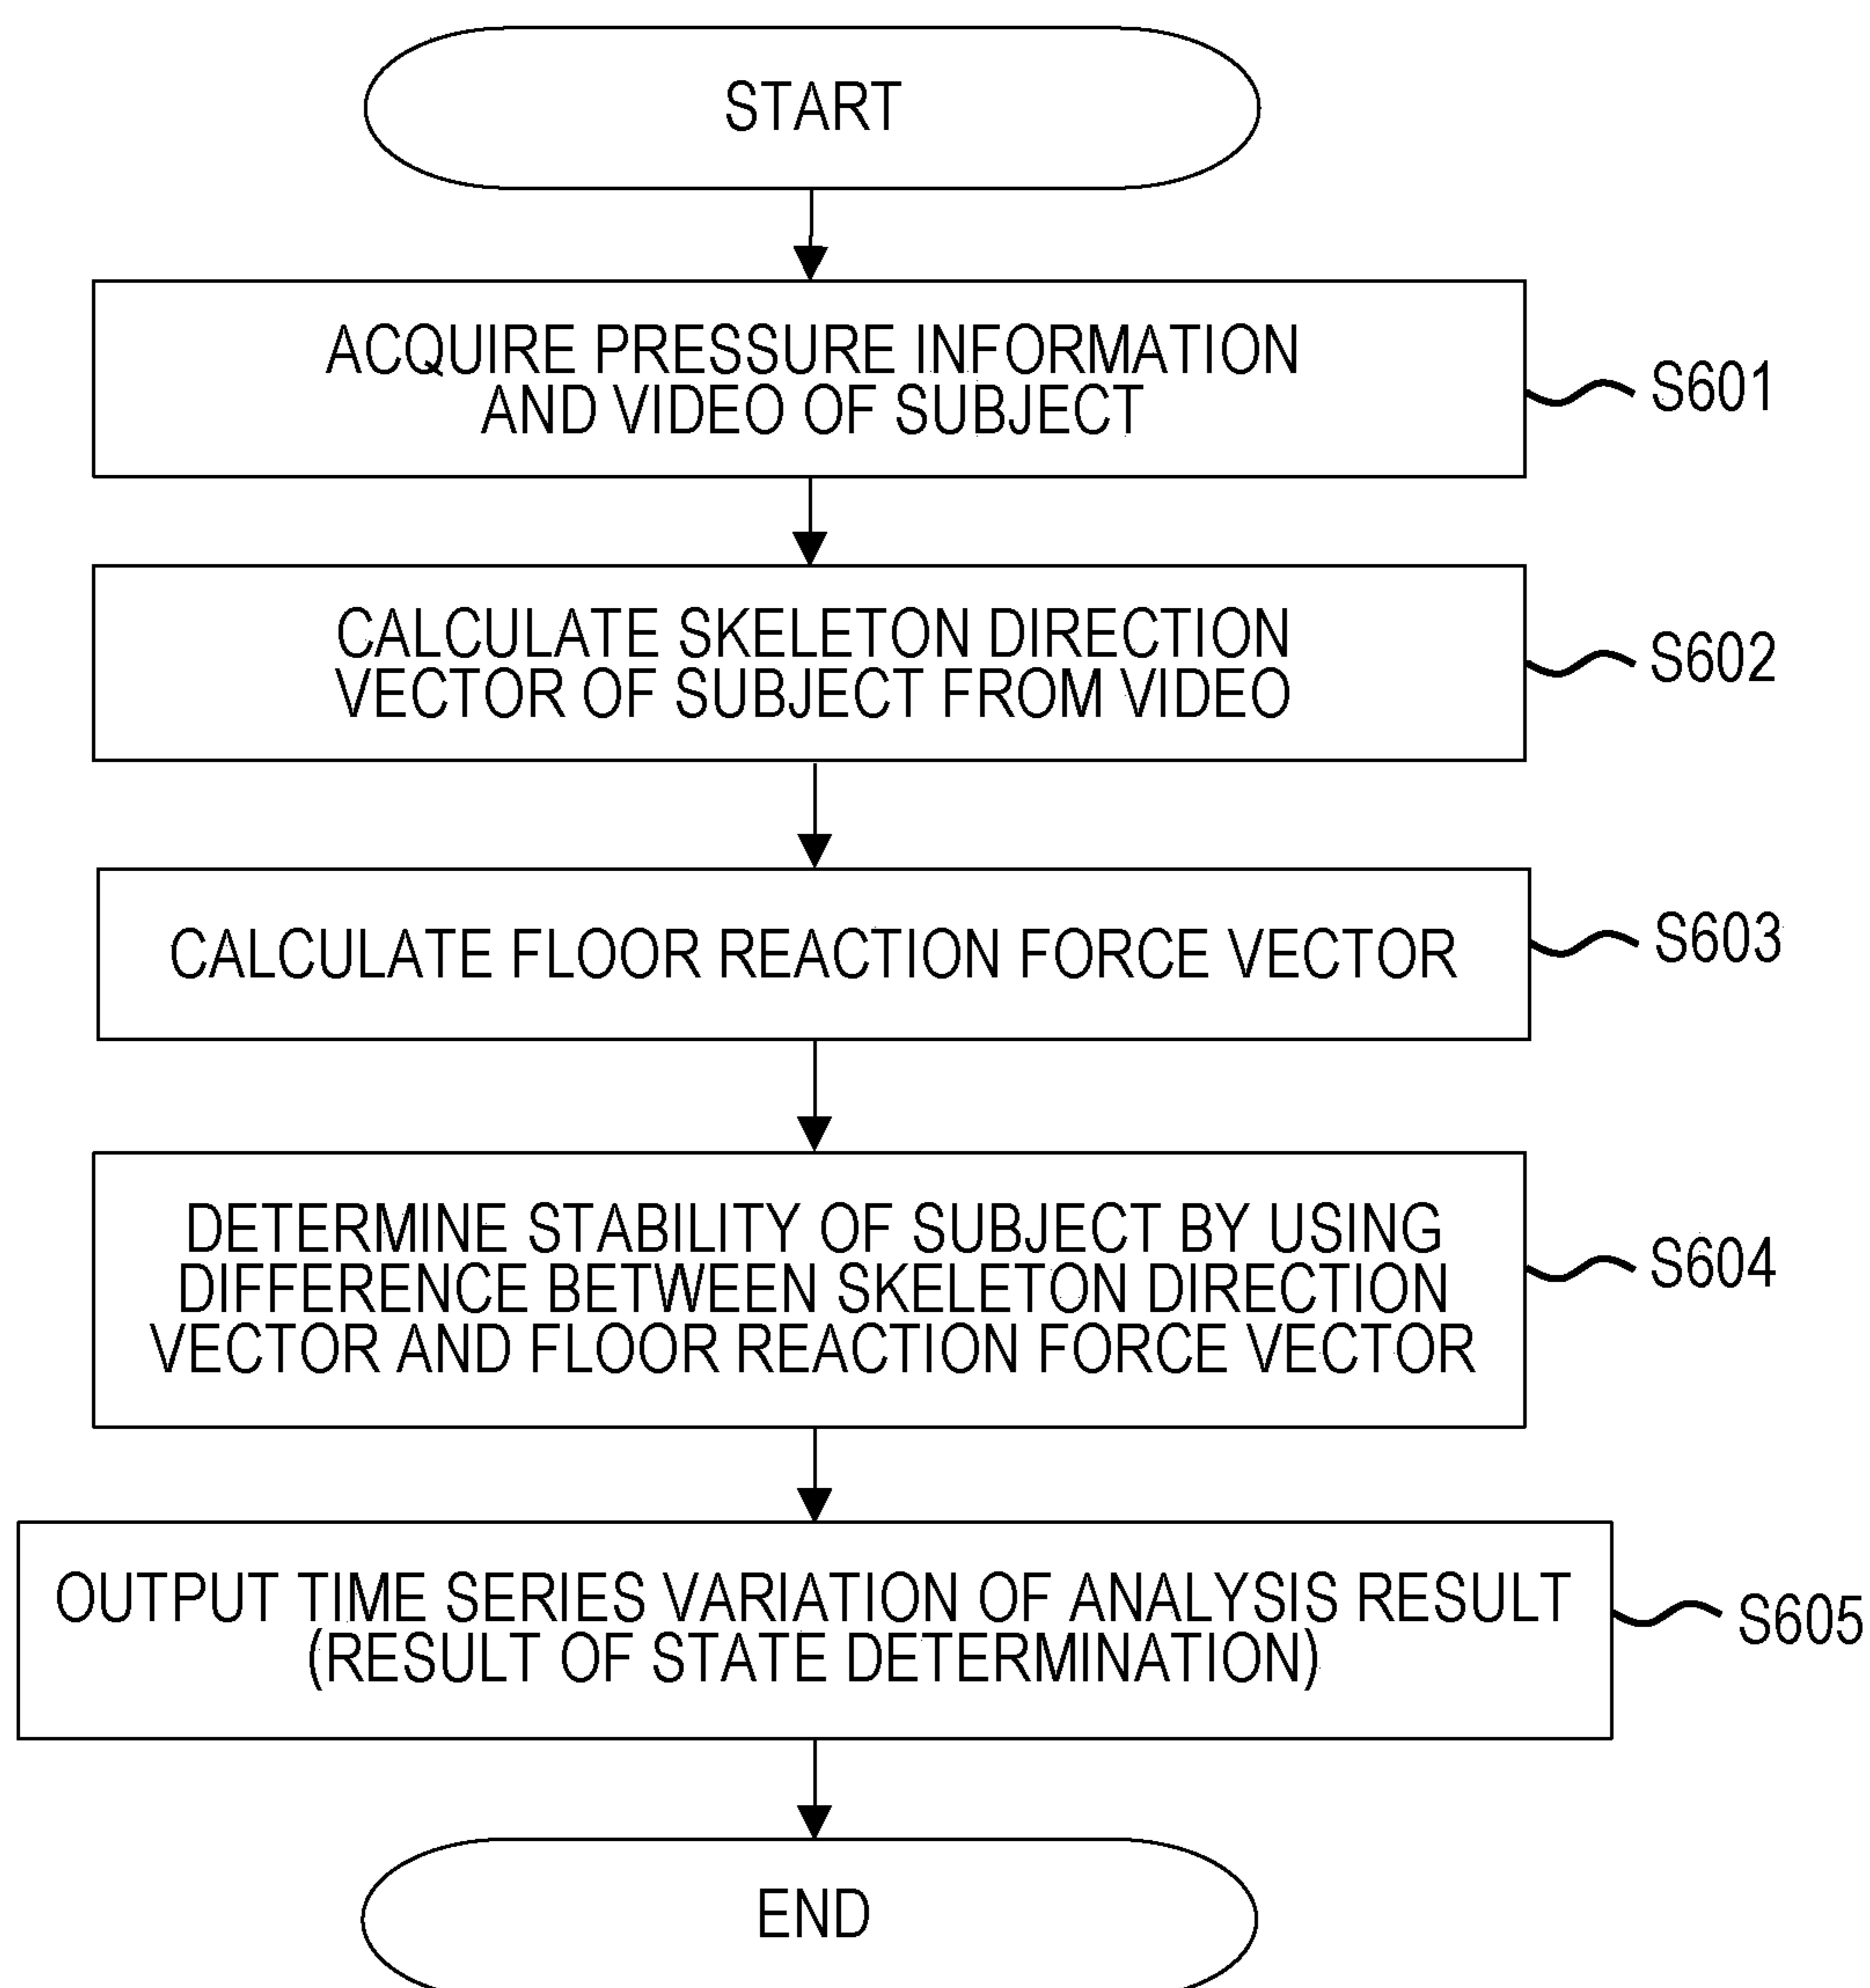 START
ACQUIRE PRESSURE INFORMATION
AND VIDEO OF SUBJECT
S601
CALCULATE SKELETON DIRECTION
VECTOR OF SUBJECT FROM VIDEO
S602
CALCULATE FLOOR REACTION FORCE VECTOR
S603
DETERMINE STABILITY OF SUBJECT BY USING
DIFFERENCE BETWEEN SKELETON DIRECTION
VECTOR AND FLOOR REACTION FORCE VECTOR
S604
OUTPUT TIME SERIES VARIATION OF ANALYSIS RESULT
(RESULT OF STATE DETERMINATION)
S605
END